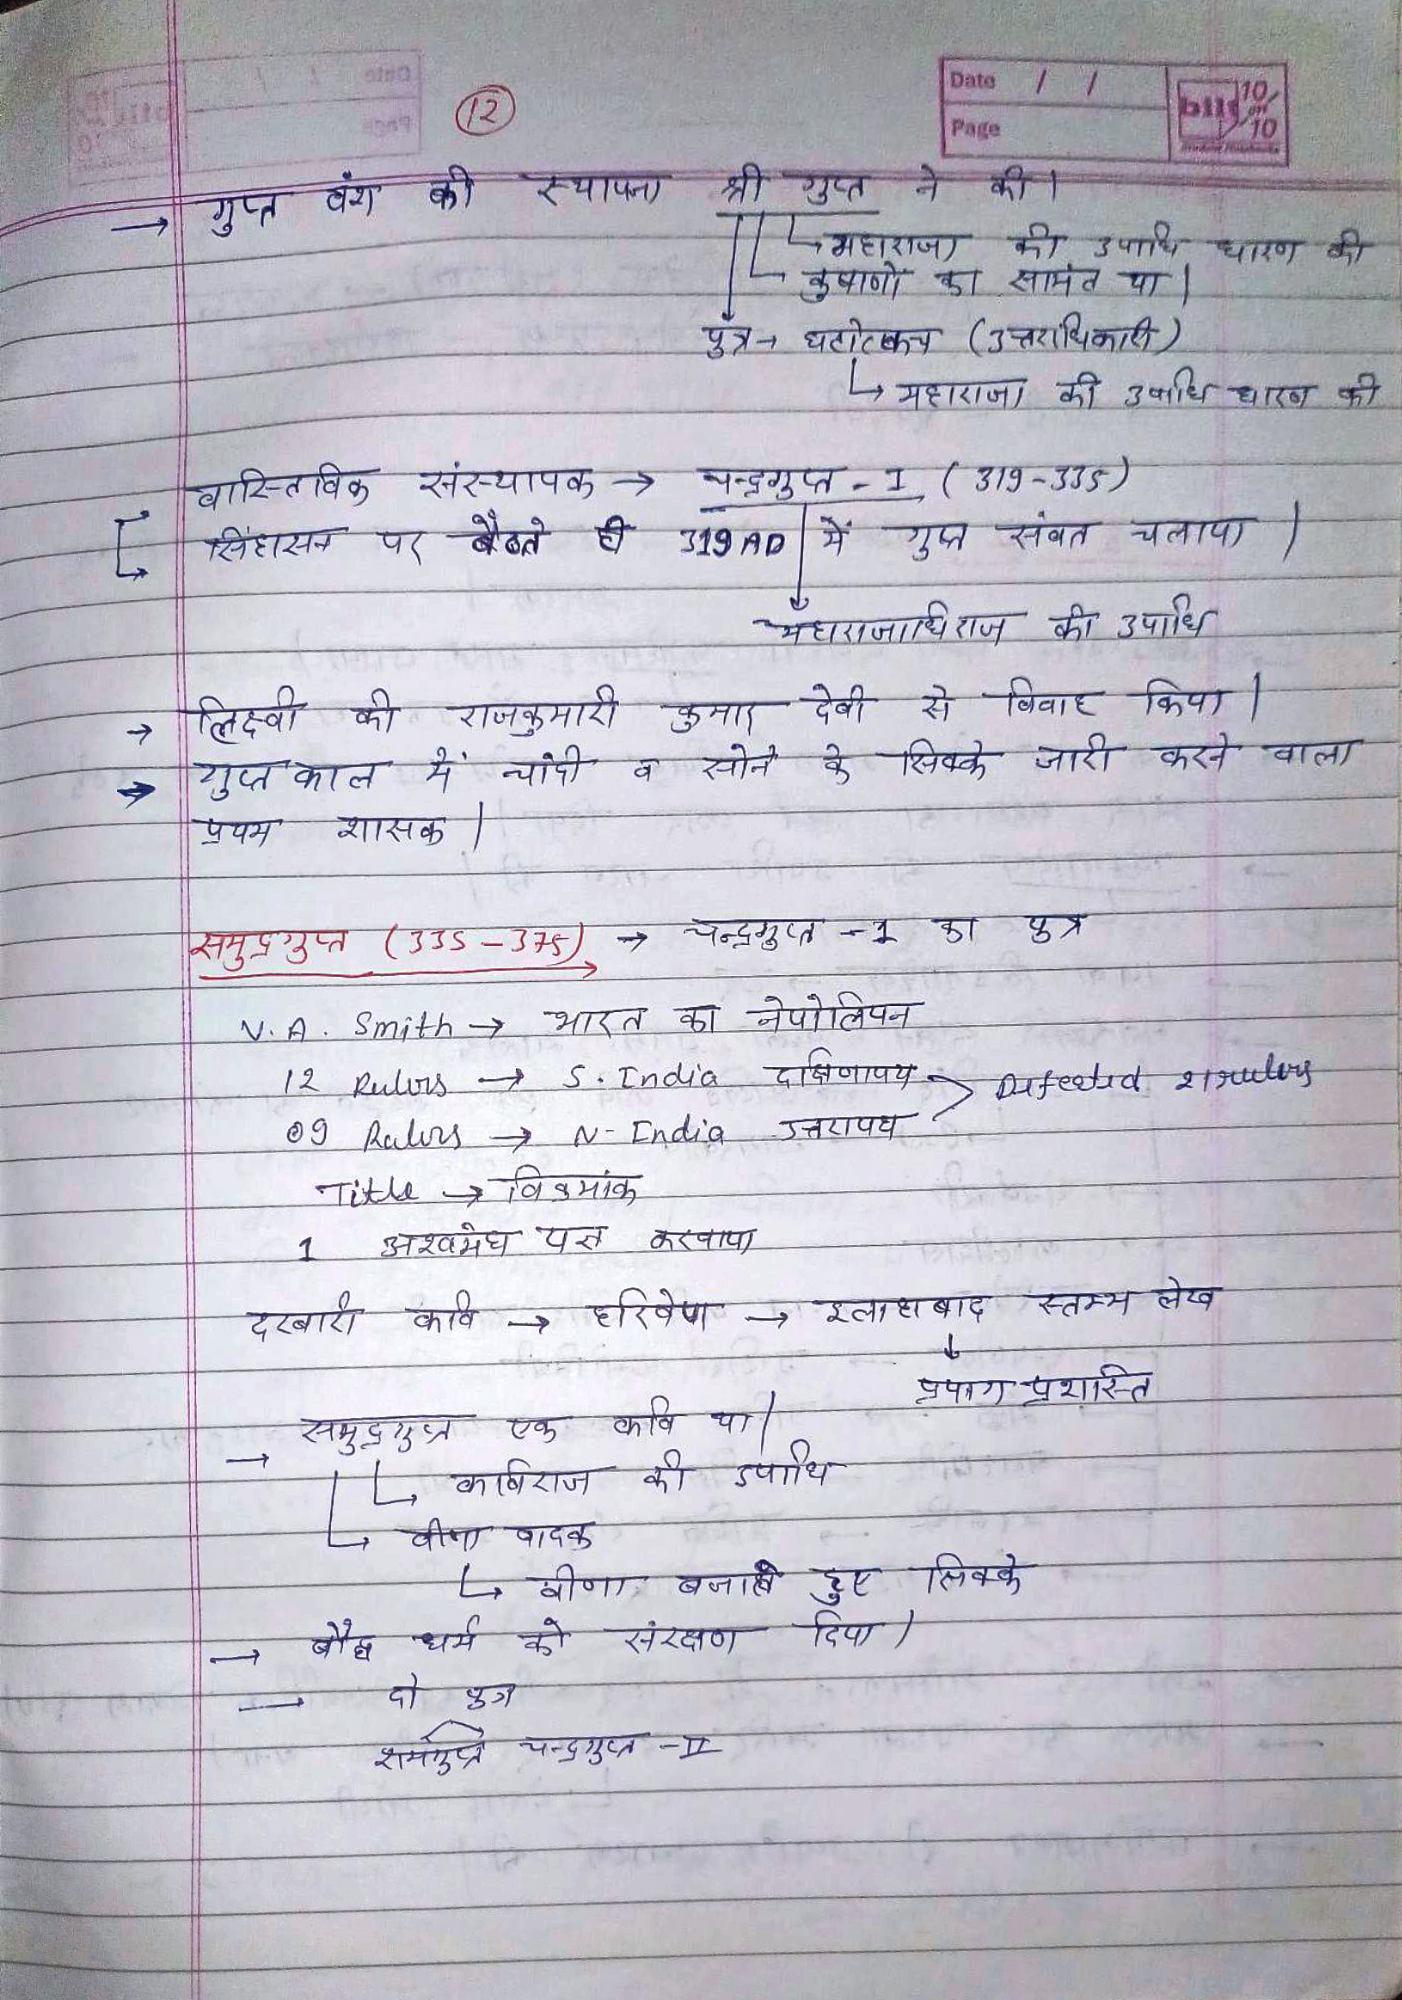 12
Date / /
Page
→ गुप्त वंश की स्थापना श्री गुप्त ने की।
↳ महाराजा की उपाधि धारण की
↳ कुषाणो का सामंत था।
पुत्र → घटोत्कच (उत्तराधिकारी)
↳ महाराजा की उपाधि धारण की
वास्तिविक संस्थापक → चन्द्रगुप्त - I (319-335)
सिंहासन पर बैठते ही 319 AD में गुप्त संवत चलाया।
महाराजाधिराज की उपाधि
→ लिक्ष्वी की राजकुमारी कुमार देवी से विवाह किया।
→ गुप्तकाल में चांदी व सोने के सिक्के जारी करने वाला
प्रथम शासक।
समुद्रगुप्त (335-375) → चन्द्रगुप्त -1 का पुत्र
V.A. Smith → भारत का नेपोलियन
12 Rulers → S. India दक्षिणापथ
09 Rulers → N-India उत्तरापथ > Defeated 21 rulers
Title → विक्रमांक
1 अश्वमेघ यज्ञ करवाया
दरबारी कवि → हरिषेण → इलाहाबाद स्तम्भ लेख
↓
प्रयाग प्रशस्ति
→ समुद्रगुप्त एक कवि था।
↳ कविराज की उपाधि
↳ वीणा वादक
↳ वीणा बजाते हुए सिक्के
→ बौद्ध धर्म को संरक्षण दिया।
→ दो पुत्र
रामगुप्त चन्द्रगुप्त -II